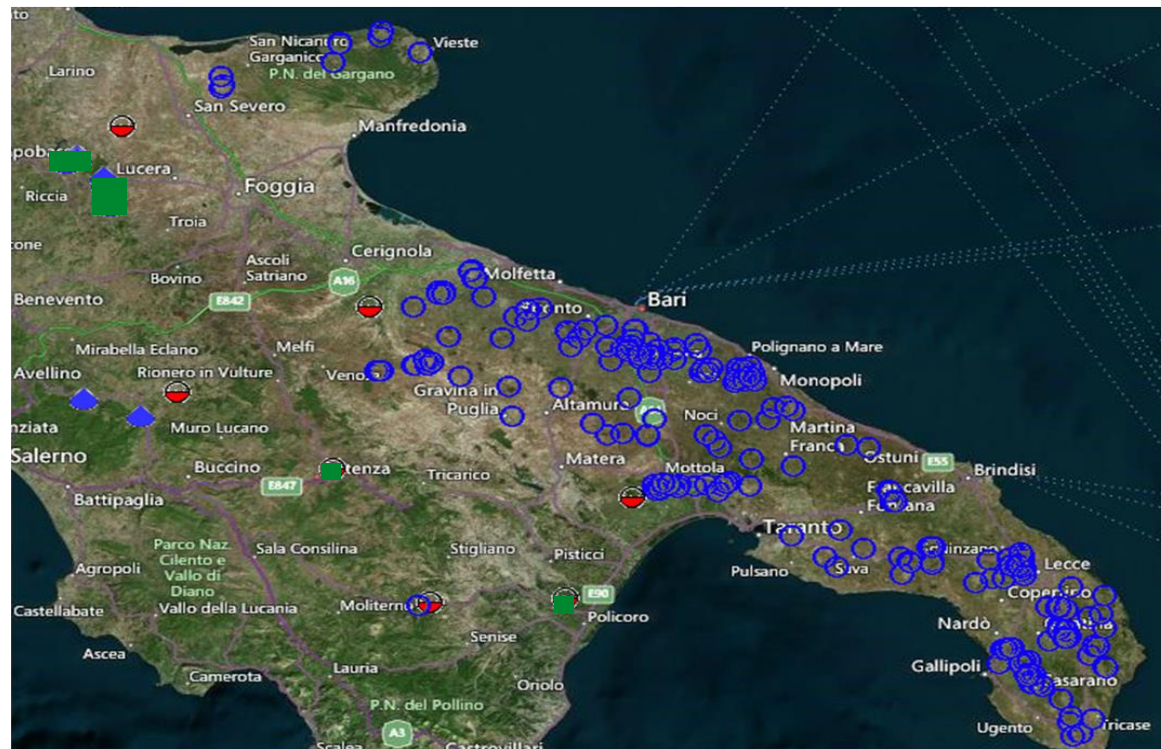 San Nicandro
Garganico
Vieste
P.N. del Gargano
Larino
San Severo
Manfredonia
Lucera
Riccia
Foggia
Troia
Cerignola
Ascoli
Satriano
Bovino
A16
Molfetta
Benevento
E842
Bari
Mirabella Eclano
Melfi
Polignano a Mare
Avellino
Rionero in Vulture
Venosa
Monopoli
Gravina in
Puglia
Altamura
Noci
Muro Lucano
Martina
Franca
Salerno
Ostuni
Buccino
Matera
Mottola
E55
Brindisi
Tricarico
E847
Battipaglia
Francavilla
Fontana
Taranto
Parco Naz.
Cilento e
Vallo di
Diano
Sala Consilina
Stigliano
Pisticci
Agropoli
Pulsano
Lecce
Castellabate
Vallo della Lucania
Moliterno
E90
Policoro
Copertino
Nardò
Senise
Ascea
Lauria
Gallipoli
Camerota
Oriolo
Casarano
P.N. del Pollino
Ugento
Tricase
A3
Scalea
Castrovillari